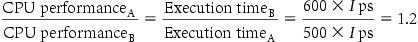 CPU performance_A / CPU performance_B = Execution time_B / Execution time_A = 600 × I ps / 500 × I ps = 1.2